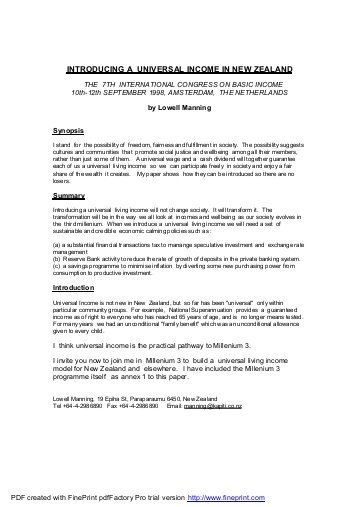 INTRODUCING A UNIVERSAL INCOME IN NEW ZEALAND
THE 7TH INTERNATIONAL CONGRESS ON BASIC INCOME
10th-12th SEPTEMBER 1998, AMSTERDAM, THE NETHERLANDS
by Lowell Manning
Synopsis
I stand for the possibility of freedom, fairness and fulfilment in society. The possibility suggests
cultures and communities that promote social justice and wellbeing among all their members,
rather than just some of them. A universal wage and a cash dividend will together guarantee
each of us a universal living income so we can participate freely in society and enjoy a fair
share of the wealth it creates. My paper shows how they can be introduced so there are no
losers.
Summary
Introducing a universal living income will not change society. It will transform it. The
transformation will be in the way we all look at incomes and wellbeing as our society evolves in
the third millenium. When we introduce a universal living income we will need a set of
sustainable and credible economic calming policies such as:
(a) a substantial financial transactions tax to manange speculative investment and exchange rate
management
(b) Reserve Bank activity to reduce the rate of growth of deposits in the private banking system.
(c) a savings programme to minimise inflation by diverting some new purchasing power from
consumption to productive investment.
Introduction
Universal Income is not new in New Zealand, but so far has been "universal" only within
particular community groups. For example, National Superannuation provides a guaranteed
income as of right to everyone who has reached 65 years of age, and is no longer means tested.
For many years we had an unconditional "family benefit" which was an unconditional allowance
given to every child.
I think universal income is the practical pathway to Millenium 3.
I invite you now to join me in Millenium 3 to build a universal living income
model for New Zealand and elsewhere. I have included the Millenium 3
programme itself as annex 1 to this paper.
Lowell Manning, 19 Epiha St, Paraparaumu 6450, New Zealand
Tel +64-4-2986890 Fax +64-4-2986890 Email: manning@kapiti.co.nz
PDF created with FinePrint pdfFactory Pro trial version http://www.fineprint.com